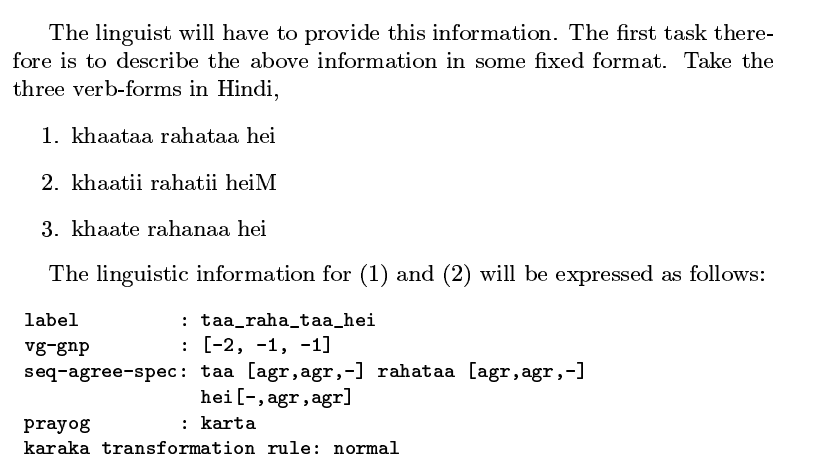 The linguist will have to provide this information. The first task there-
fore is to describe the above information in some fixed format. Take the
three verb-forms in Hindi,
1. khaataa rahataa hei
2. khaatii rahatii heiM
3. khaate rahanaa hei
The linguistic information for (1) and (2) will be expressed as follows:
label : taa_raha_taa_hei
vg-gnp : [-2, -1, -1]
seq-agree-spec: taa [agr,agr,-] rahataa [agr,agr,-]
hei[-,agr,agr]
prayog : karta
karaka transformation rule: normal